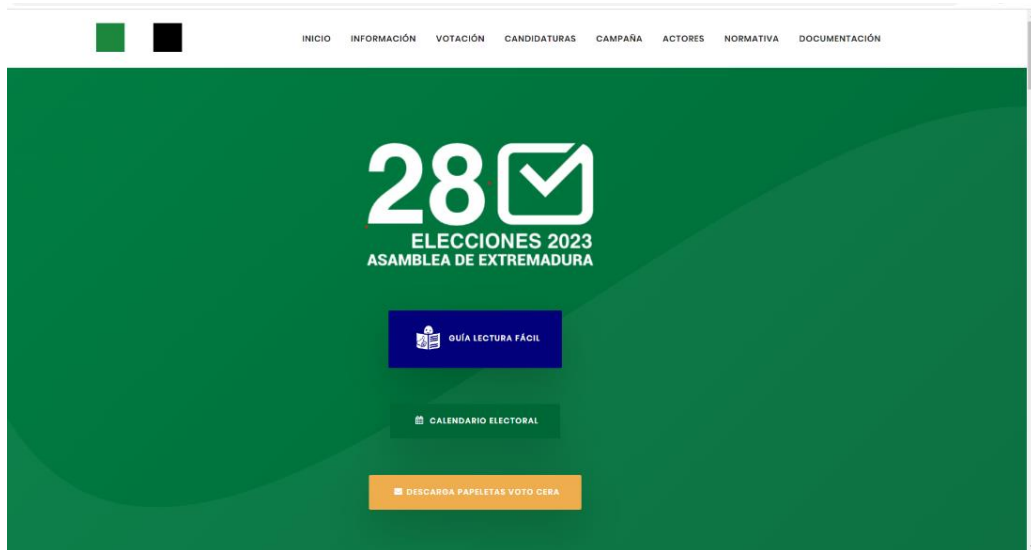 INICIO INFORMACIÓN VOTACIÓN CANDIDATURAS CAMPAÑA ACTORES NORMATIVA DOCUMENTACIÓN
28
ELECCIONES 2023
ASAMBLEA DE EXTREMADURA
GUÍA LECTURA FÁCIL
CALENDARIO ELECTORAL
DESCARGA PAPELETAS VOTO CERA